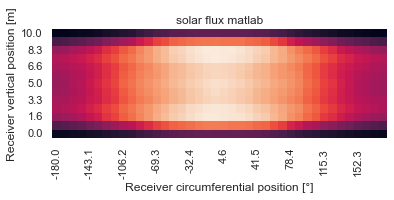 solar flux matlab
Receiver vertical position [m]
10.0
8.3
6.6
5.0
3.3
1.6
0.0
-180.0 -143.1 -106.2 -69.3 -32.4 4.6 41.5 78.4 115.3 152.3
Receiver circumferential position [°]